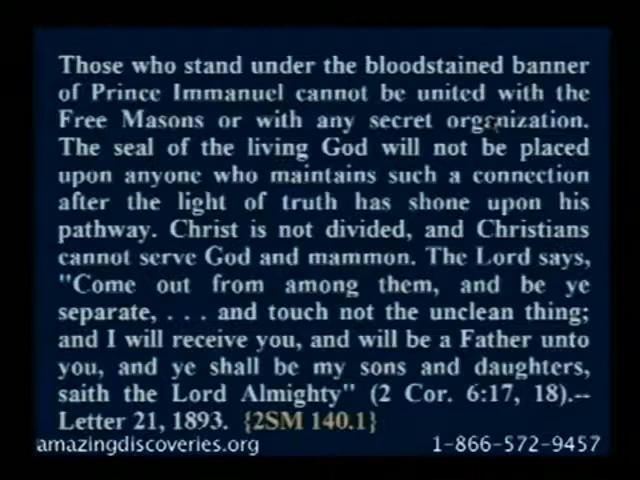 Those who stand under the bloodstained banner
of Prince Immanuel cannot be united with the
Free Masons or with any secret organization.
The seal of the living God will not be placed
upon anyone who maintains such a connection
after the light of truth has shone upon his
pathway. Christ is not divided, and Christians
cannot serve God and mammon. The Lord says,
"Come out from among them, and be ye
separate, . . . and touch not the unclean thing;
and I will receive you, and will be a Father unto
you, and ye shall be my sons and daughters,
saith the Lord Almighty" (2 Cor. 6:17, 18).--
Letter 21, 1893. {2SM 140.1}
amazingdiscoveries.org 1-866-572-9457